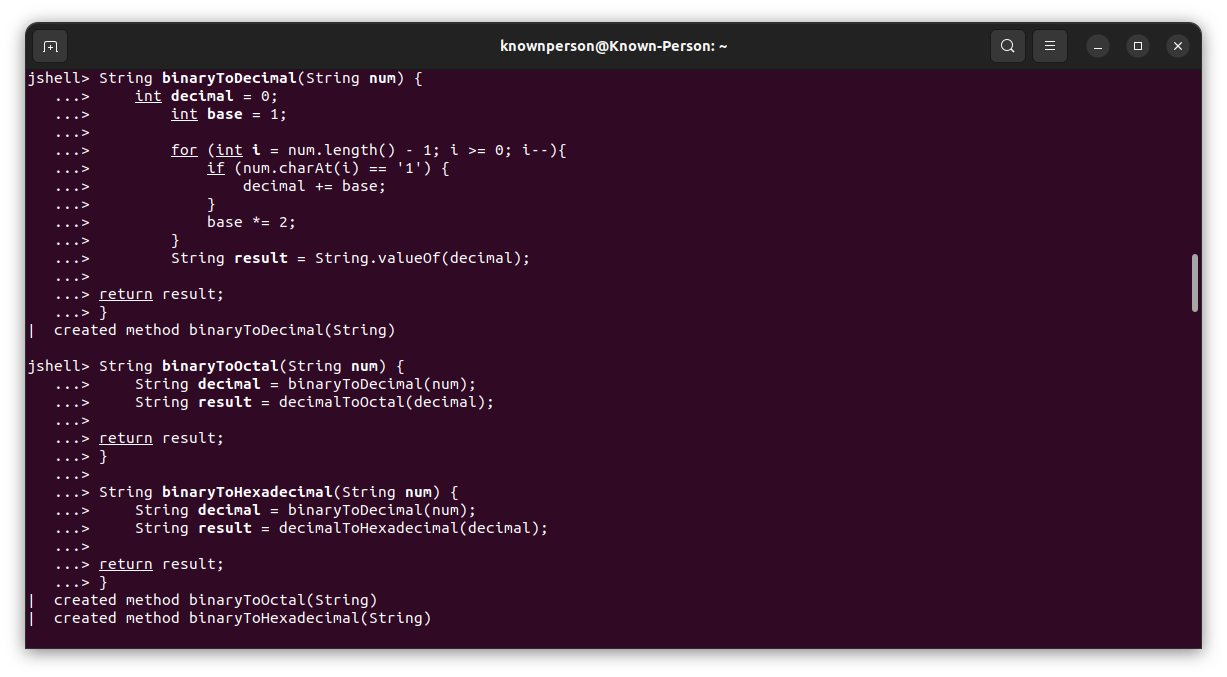 knownperson@Known-Person: ~
jshell> String binaryToDecimal(String num) {
   ...>     int decimal = 0;
   ...>         int base = 1;
   ...>
   ...>         for (int i = num.length() - 1; i >= 0; i--){
   ...>             if (num.charAt(i) == '1') {
   ...>                 decimal += base;
   ...>             }
   ...>             base *= 2;
   ...>         }
   ...>         String result = String.valueOf(decimal);
   ...>
   ...> return result;
   ...> }
|  created method binaryToDecimal(String)

jshell> String binaryToOctal(String num) {
   ...>     String decimal = binaryToDecimal(num);
   ...>     String result = decimalToOctal(decimal);
   ...>
   ...> return result;
   ...> }
   ...>
   ...> String binaryToHexadecimal(String num) {
   ...>     String decimal = binaryToDecimal(num);
   ...>     String result = decimalToHexadecimal(decimal);
   ...>
   ...> return result;
   ...> }
|  created method binaryToOctal(String)
|  created method binaryToHexadecimal(String)